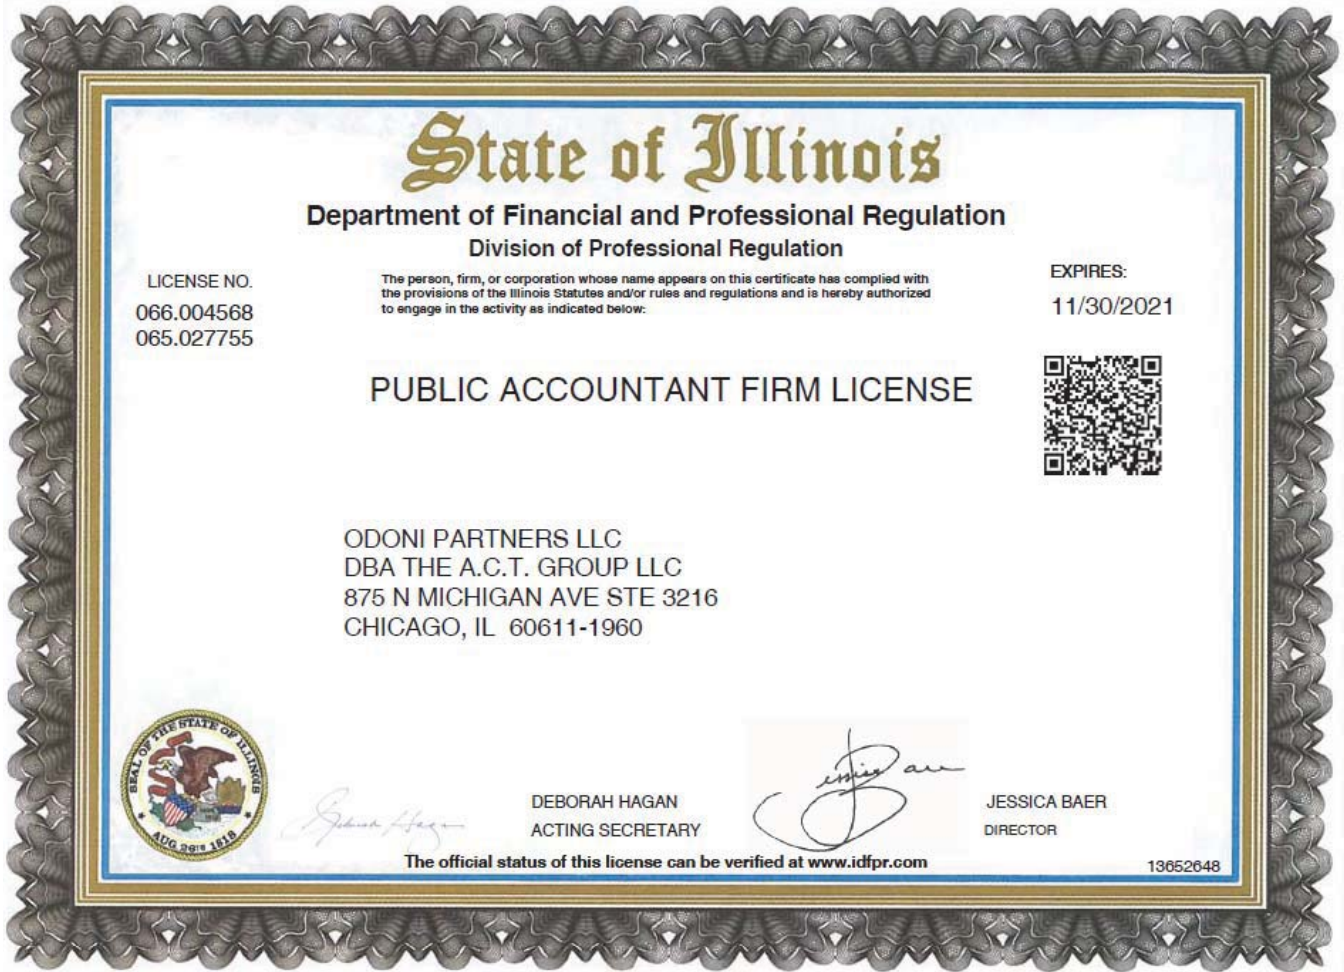 State of Illinois
Department of Financial and Professional Regulation
Division of Professional Regulation
LICENSE NO.
066.004568
065.027755
The person, firm, or corporation whose name appears on this certificate has complied with
the provisions of the Illinois Statutes and/or rules and regulations and is hereby authorized
to engage in the activity as indicated below:
EXPIRES:
11/30/2021
PUBLIC ACCOUNTANT FIRM LICENSE
ODONI PARTNERS LLC
DBA THE A.C.T. GROUP LLC
875 N MICHIGAN AVE STE 3216
CHICAGO, IL 60611-1960
SEAL OF THE STATE OF ILLINOIS
AUG. 26TH 1818
Deborah Hagan
DEBORAH HAGAN
ACTING SECRETARY
Jessica Baer
JESSICA BAER
DIRECTOR
The official status of this license can be verified at www.idfpr.com
13652648